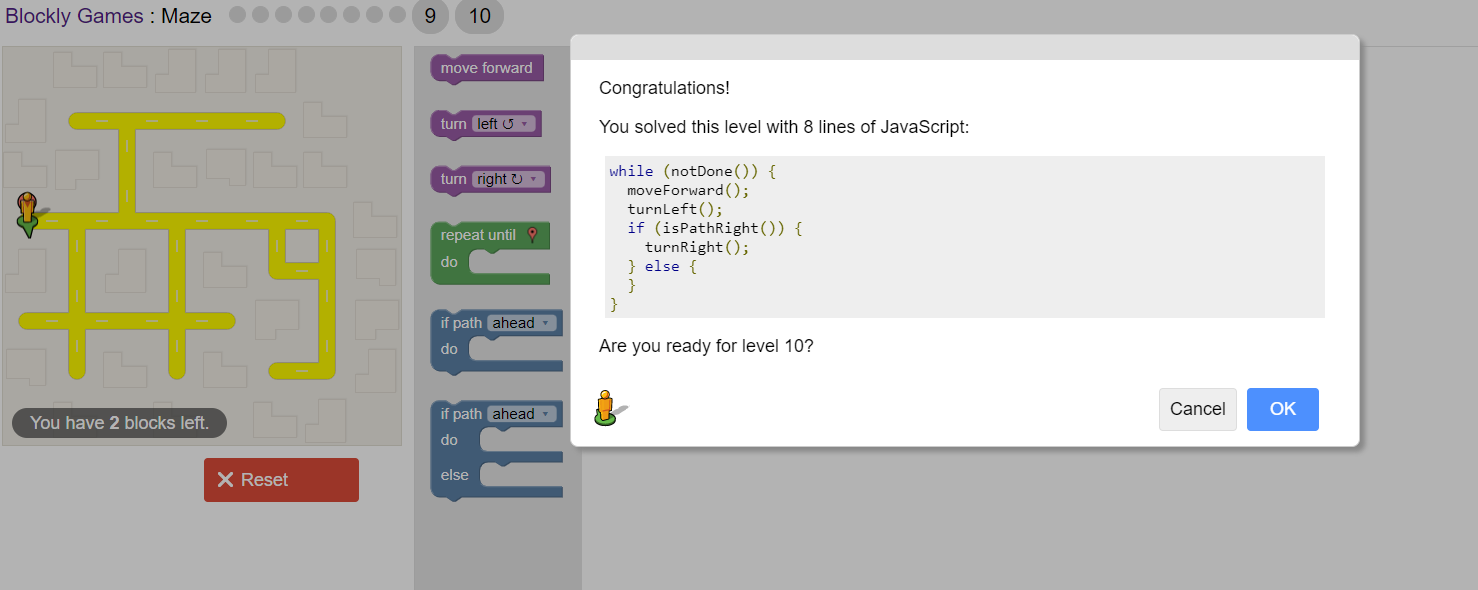 Blockly Games : Maze 9 10
move forward
turn left ↺ ▾
turn right ↻ ▾
repeat until
do
if path ahead ▾
do
if path ahead ▾
do
else
You have 2 blocks left.
Reset
Congratulations!
You solved this level with 8 lines of JavaScript:
while (notDone()) {
  moveForward();
  turnLeft();
  if (isPathRight()) {
    turnRight();
  } else {
  }
}
Are you ready for level 10?
Cancel OK